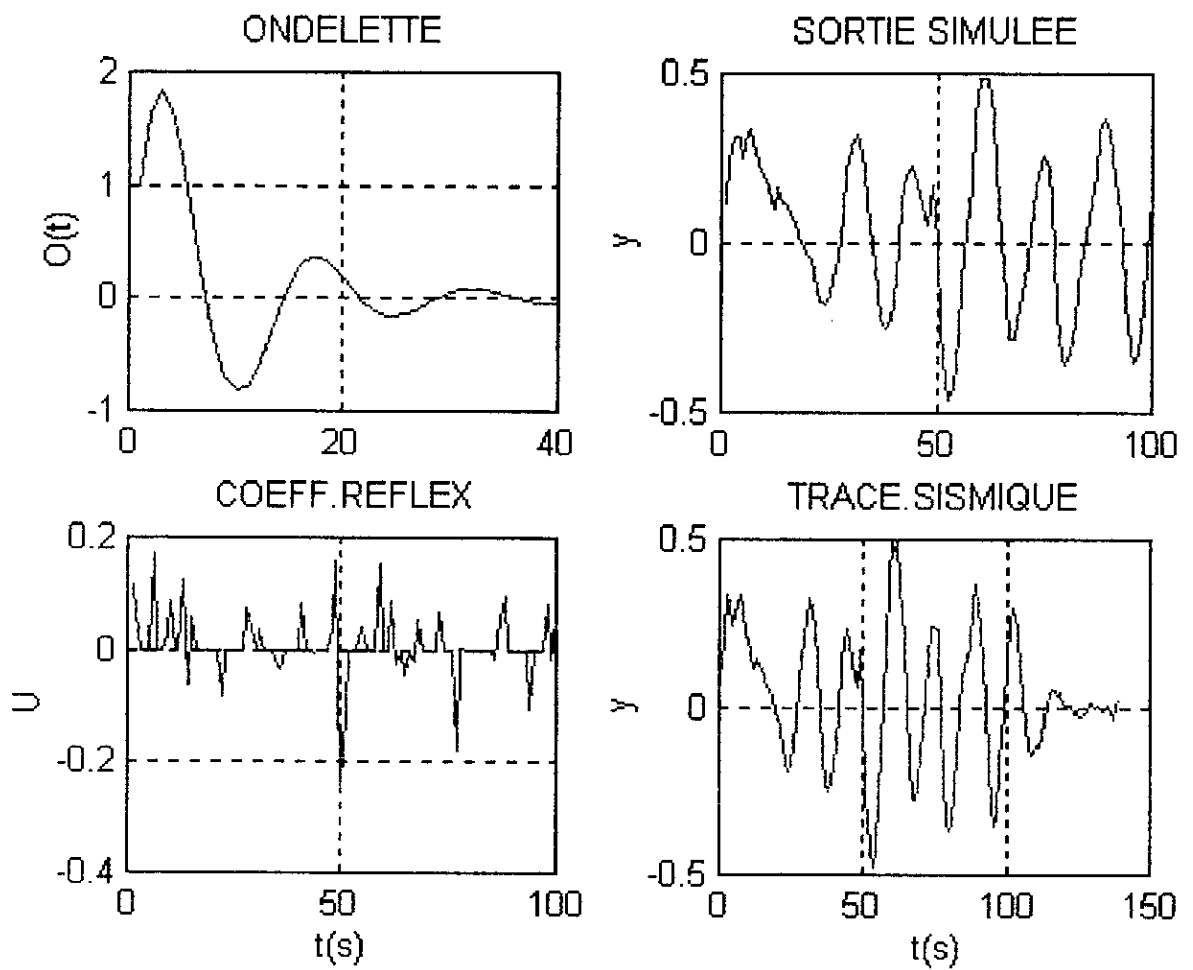 ONDELETTE
2
1
0
-1
O(t)
0 20 40
SORTIE SIMULEE
0.5
0
-0.5
y
0 50 100
COEFF.REFLEX
0.2
0
-0.2
-0.4
U
0 50 100
t(s)
TRACE.SISMIQUE
0.5
0
-0.5
y
0 50 100 150
t(s)